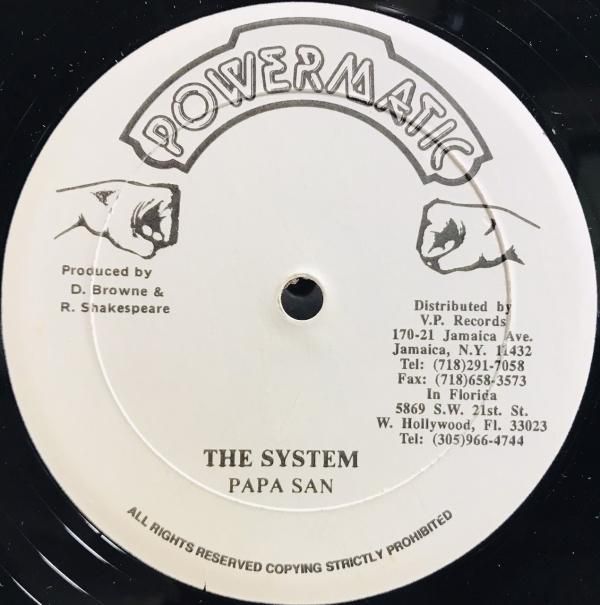 POWERMATIC
Produced by
D. Browne &
R. Shakespeare
Distributed by
V.P. Records
170-21 Jamaica Ave.
Jamaica, N.Y. 11432
Tel: (718)291-7058
Fax: (718)658-3573
In Florida
5869 S.W. 21st. St.
W. Hollywood, Fl. 33023
Tel: (305)966-4744
THE SYSTEM
PAPA SAN
ALL RIGHTS RESERVED COPYING STRICTLY PROHIBITED